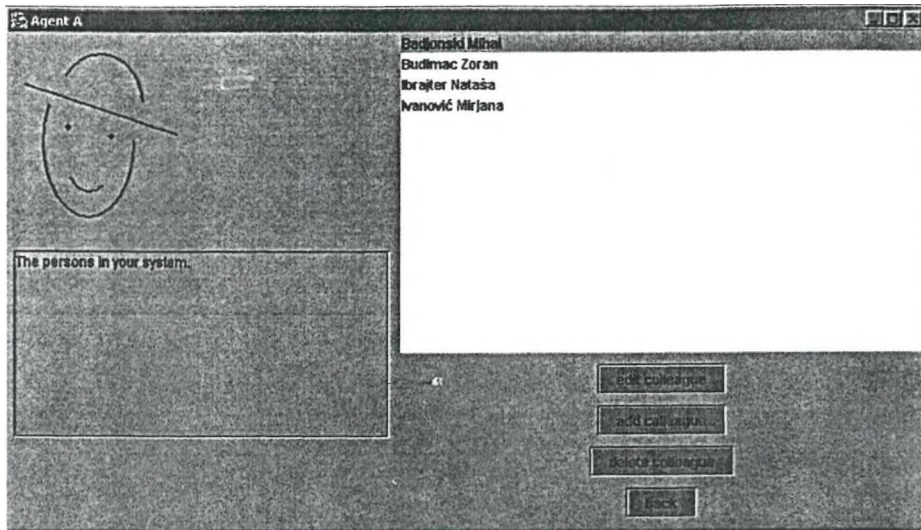 Agent A
Badjonski Mihal
Budimac Zoran
Ibrajter Nataša
Ivanović Mirjana
The persons in your system.
edit colleague
add colleague
delete colleague
back